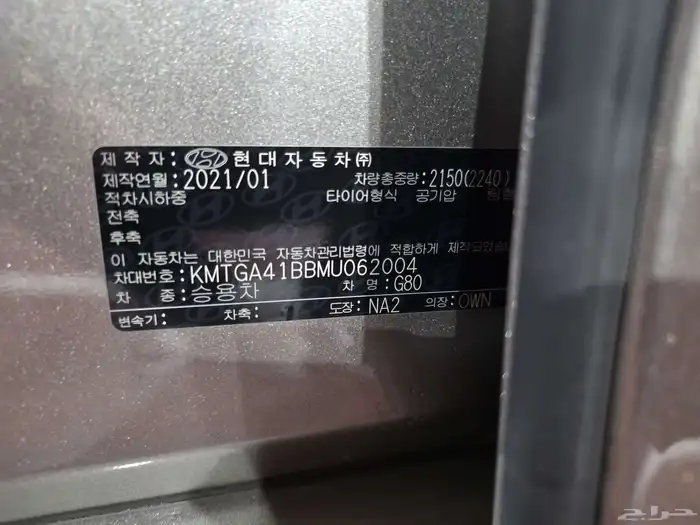 제 작 자: 현대자동차㈜
제작연월: 2021/01 차량총중량: 2150(2240)
적차시하중 타이어형식 공기압
전축
후축
이 자동차는 대한민국 자동차관리법령에 적합하게 제작되었
차대번호: KMTGA41BBMU062004
차 종: 승용차 차 명: G80
변속기: 차축: 도장: NA2 의장: OWN
حراج